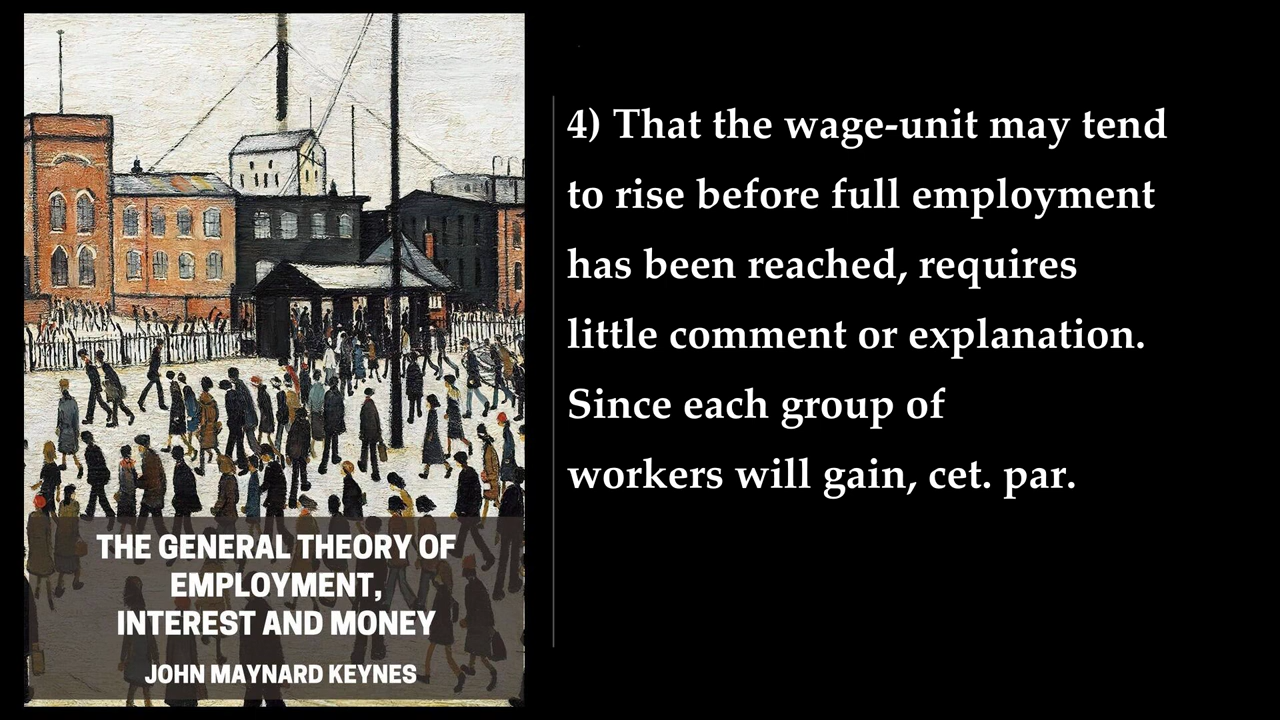 THE GENERAL THEORY OF
EMPLOYMENT,
INTEREST AND MONEY
JOHN MAYNARD KEYNES
4) That the wage-unit may tend
to rise before full employment
has been reached, requires
little comment or explanation.
Since each group of
workers will gain, cet. par.